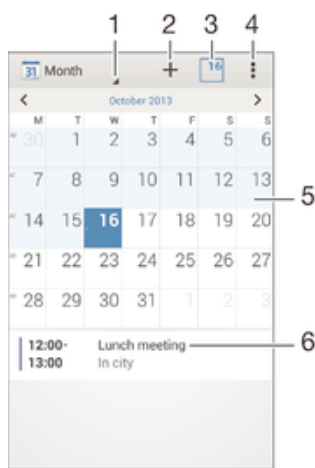 1 2 3 4
31 Month 16
October 2013
M T W T F S S
30 1 2 3 4 5 6
7 8 9 10 11 12 13
5
14 15 16 17 18 19 20
21 22 23 24 25 26 27
28 29 30 31 1 2 3
12:00- Lunch meeting
6
13:00 In city